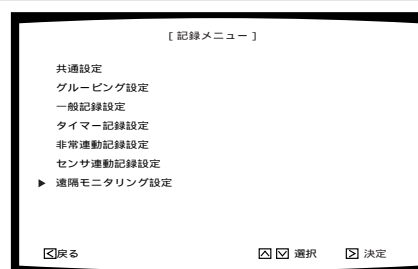 [ 記録メニュー ]
共通設定
グルーピング設定
一般記録設定
タイマー記録設定
非常連動記録設定
センサ連動記録設定
▶ 遠隔モニタリング設定
戻る 選択 決定